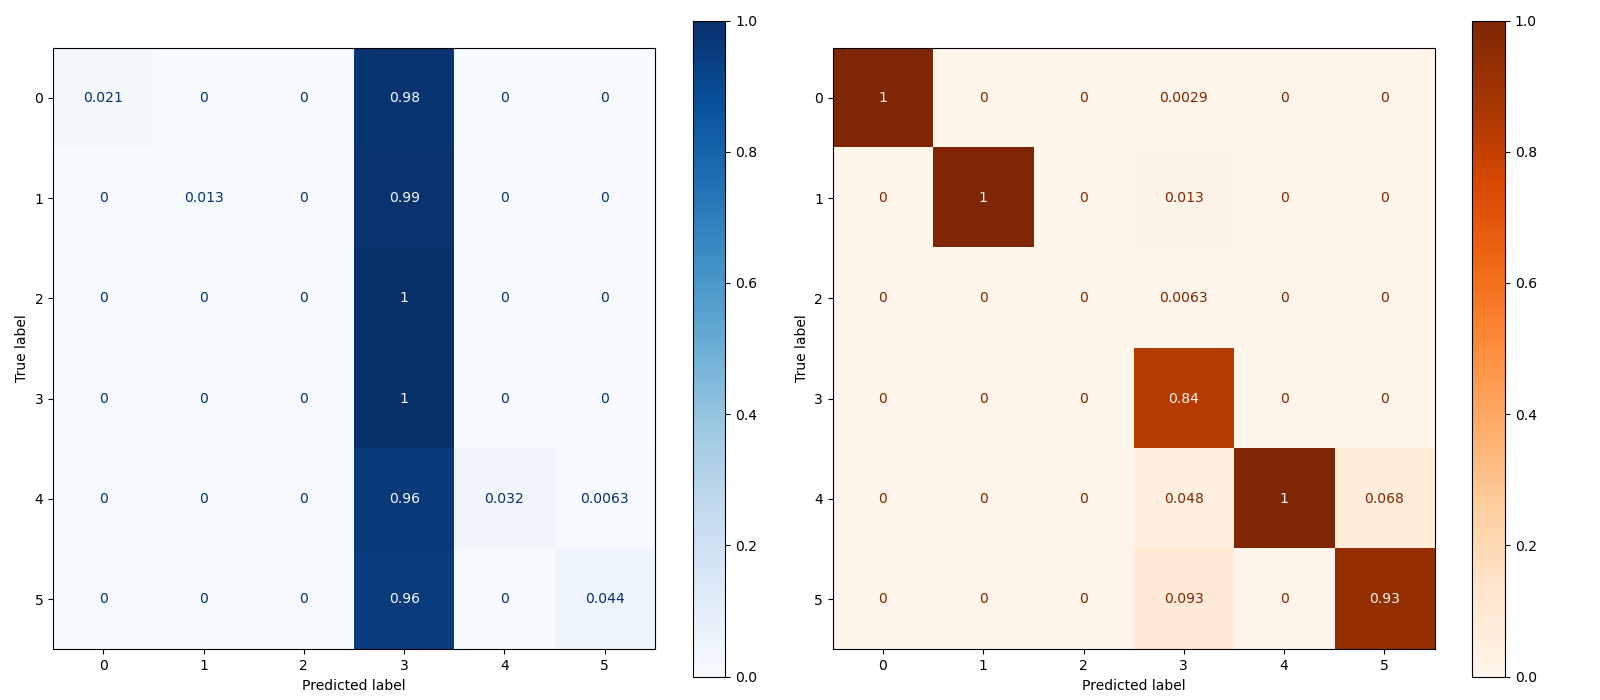 1.0
0 0.021 0 0 0.98 0 0
0.8
1 0 0.013 0 0.99 0 0
0.6
2 0 0 0 1 0 0
True label
3 0 0 0 1 0 0
0.4
4 0 0 0 0.96 0.032 0.0063
0.2
5 0 0 0 0.96 0 0.044
0.0
0 1 2 3 4 5
Predicted label
1.0
0 1 0 0 0.0029 0 0
0.8
1 0 1 0 0.013 0 0
0.6
2 0 0 0 0.0063 0 0
True label
3 0 0 0 0.84 0 0
0.4
4 0 0 0 0.048 1 0.068
0.2
5 0 0 0 0.093 0 0.93
0.0
0 1 2 3 4 5
Predicted label